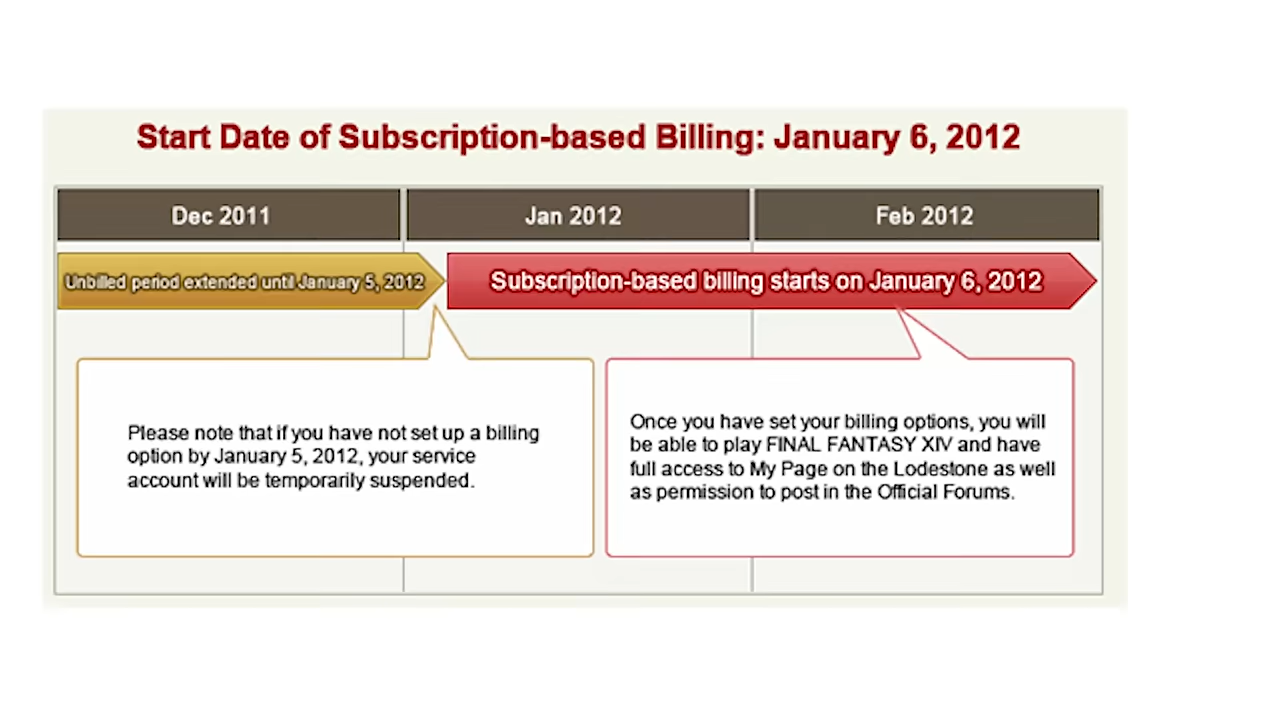 Start Date of Subscription-based Billing: January 6, 2012
Dec 2011
Jan 2012
Feb 2012
Unbilled period extended until January 5, 2012
Subscription-based billing starts on January 6, 2012
Please note that if you have not set up a billing
option by January 5, 2012, your service
account will be temporarily suspended.
Once you have set your billing options, you will
be able to play FINAL FANTASY XIV and have
full access to My Page on the Lodestone as well
as permission to post in the Official Forums.